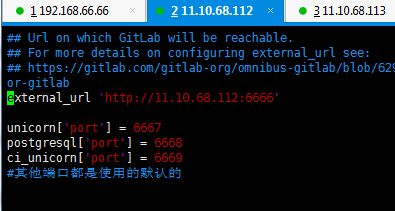 1 192.168.66.66
2 11.10.68.112
3 11.10.68.113
## Url on which GitLab will be reachable.
## For more details on configuring external_url see:
## https://gitlab.com/gitlab-org/omnibus-gitlab/blob/629
or-gitlab
external_url 'http://11.10.68.112:6666'
unicorn['port'] = 6667
postgresql['port'] = 6668
ci_unicorn['port'] = 6669
#其他端口都是使用的默认的